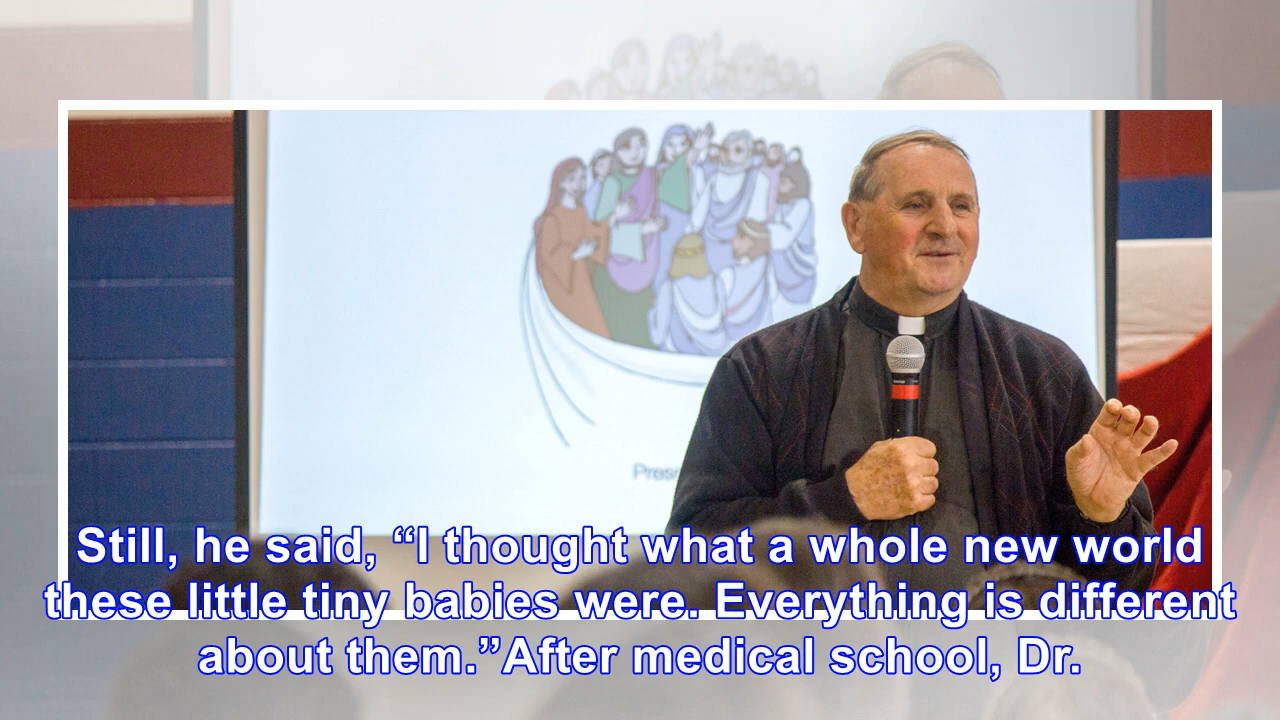 Still, he said, “I thought what a whole new world
these little tiny babies were. Everything is different
about them.”After medical school, Dr.